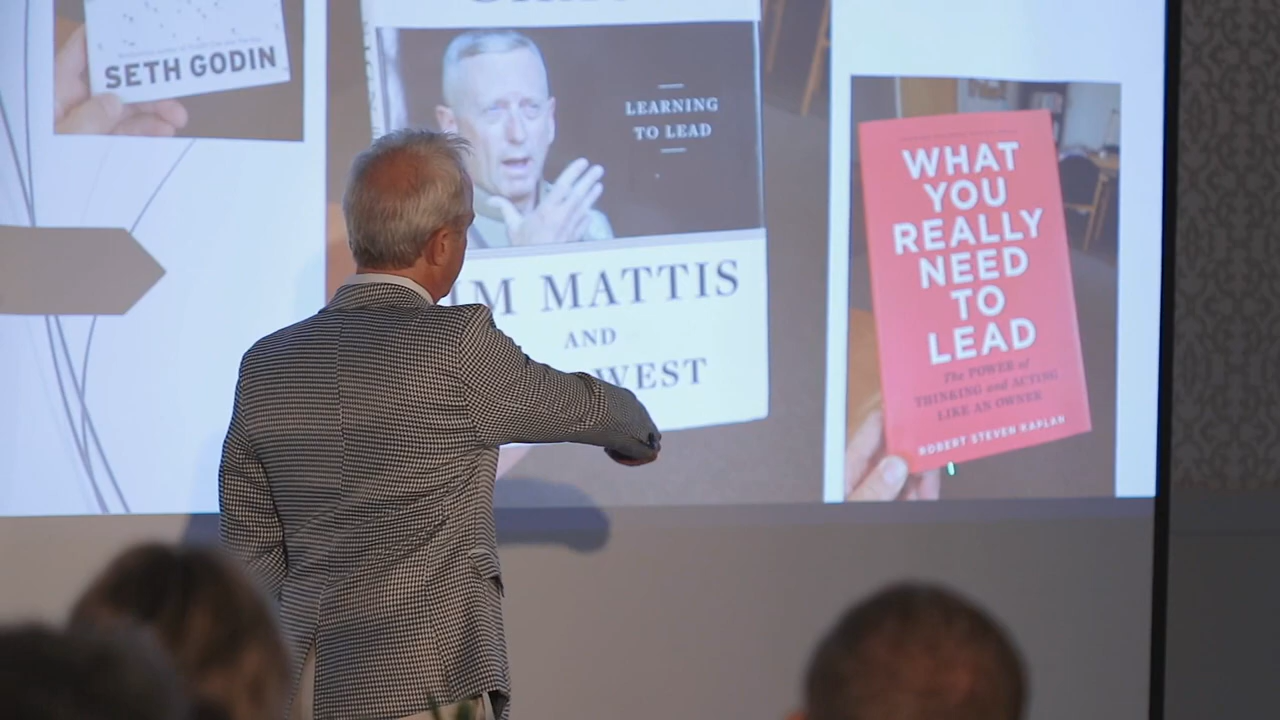 SETH GODIN
LEARNING
TO LEAD
M MATTIS
AND
WEST
WHAT
YOU
REALLY
NEED
TO
LEAD
The POWER of
THINKING and ACTING
LIKE AN OWNER
ROBERT STEVEN KAPLAN